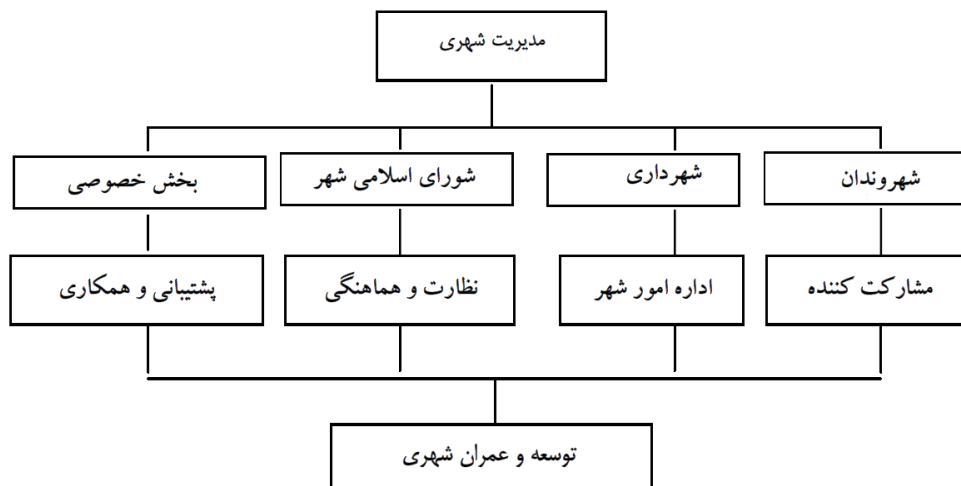 مدیریت شهری
شهروندان
شهرداری
شورای اسلامی شهر
بخش خصوصی
مشارکت کننده
اداره امور شهر
نظارت و هماهنگی
پشتیبانی و همکاری
توسعه و عمران شهری